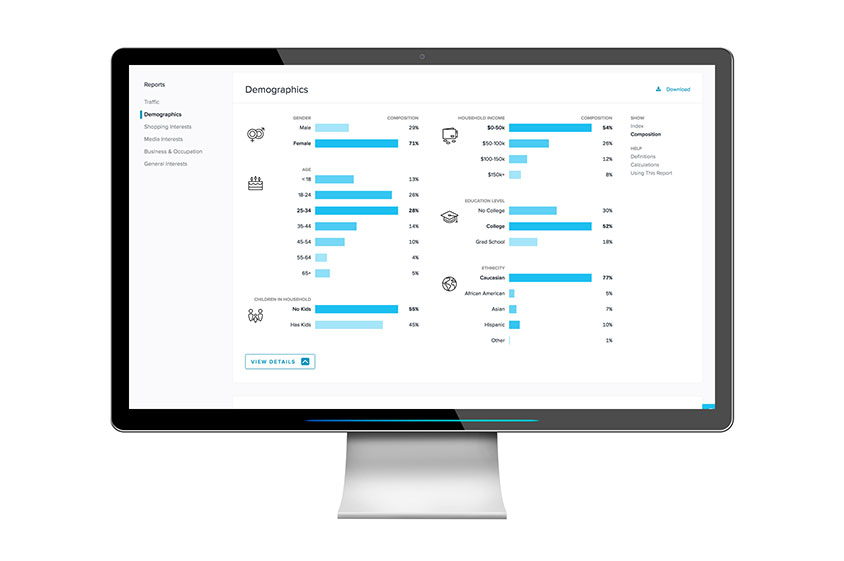 Reports
Traffic
Demographics
Shopping Interests
Media Interests
Business & Occupation
General Interests
Demographics
Download
GENDER COMPOSITION
Male 29%
Female 71%
AGE
< 18 13%
18-24 26%
25-34 28%
35-44 14%
45-54 10%
55-64 4%
65+ 5%
CHILDREN IN HOUSEHOLD
No Kids 55%
Has Kids 45%
VIEW DETAILS
HOUSEHOLD INCOME COMPOSITION
$0-50k 54%
$50-100k 26%
$100-150k 12%
$150k+ 8%
EDUCATION LEVEL
No College 30%
College 52%
Grad School 18%
ETHNICITY
Caucasian 77%
African American 5%
Asian 7%
Hispanic 10%
Other 1%
SHOW
Index
Composition
HELP
Definitions
Calculations
Using This Report